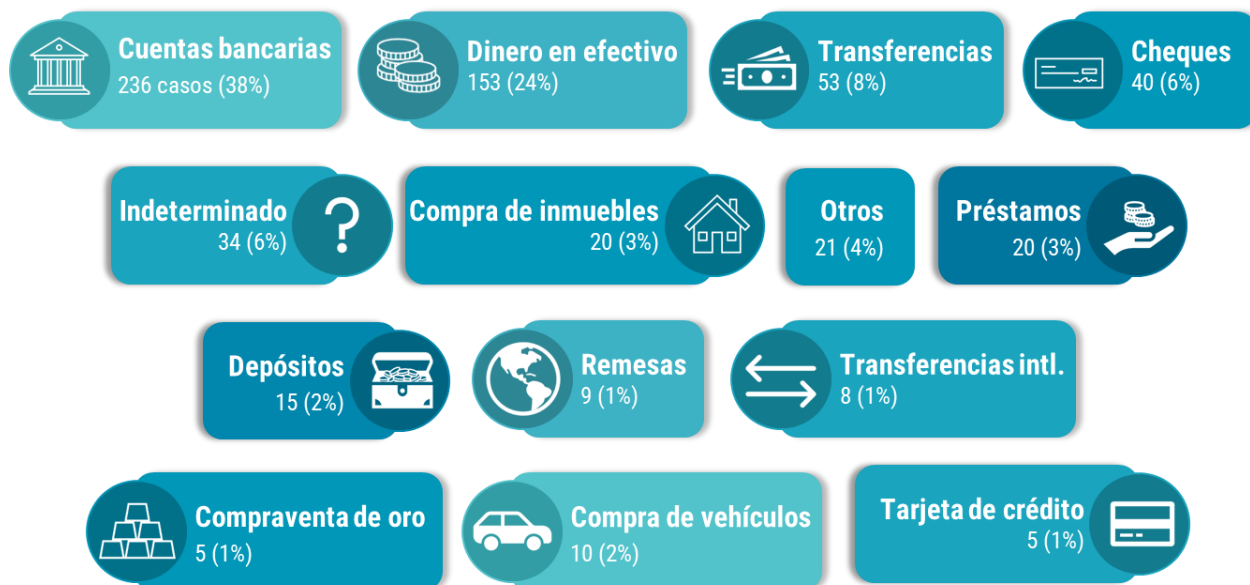 Cuentas bancarias
236 casos (38%)
Dinero en efectivo
153 (24%)
Transferencias
53 (8%)
Cheques
40 (6%)
Indeterminado
34 (6%)
?
Compra de inmuebles
20 (3%)
Otros
21 (4%)
Préstamos
20 (3%)
Depósitos
15 (2%)
Remesas
9 (1%)
Transferencias intl.
8 (1%)
Compraventa de oro
5 (1%)
Compra de vehículos
10 (2%)
Tarjeta de crédito
5 (1%)